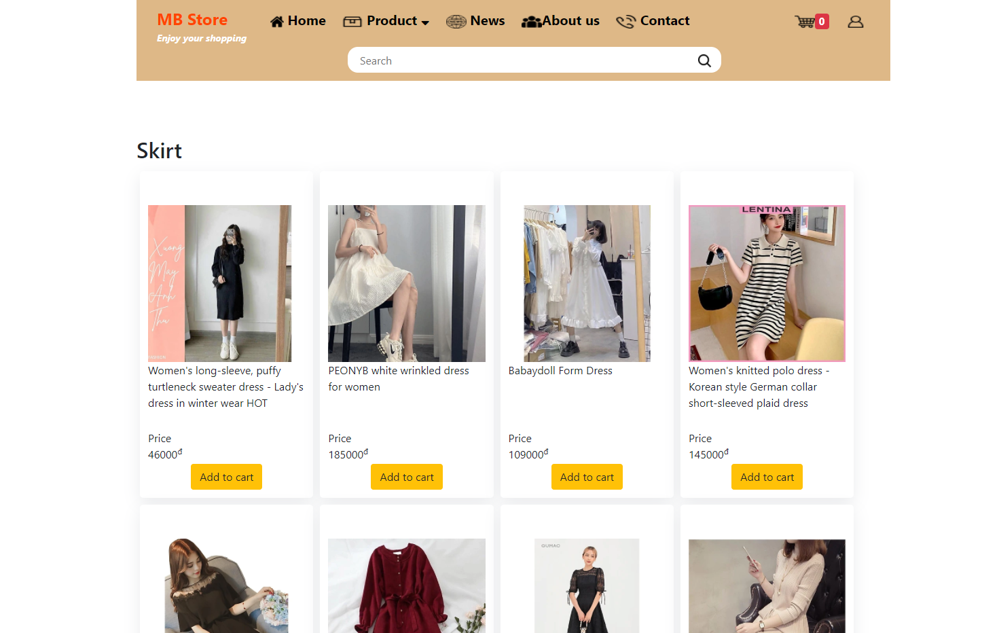 MB Store
Enjoy your shopping
Home
Product
News
About us
Contact
0
Search
Skirt
Xuong
May
Anh
Thu
FASHION
LENTINA
Women's long-sleeve, puffy
turtleneck sweater dress - Lady's
dress in winter wear HOT
Price
46000đ
Add to cart
PEONYB white wrinkled dress
for women
Price
185000đ
Add to cart
Babaydoll Form Dress
Price
109000đ
Add to cart
Women's knitted polo dress -
Korean style German collar
short-sleeved plaid dress
Price
145000đ
Add to cart
GUMAC